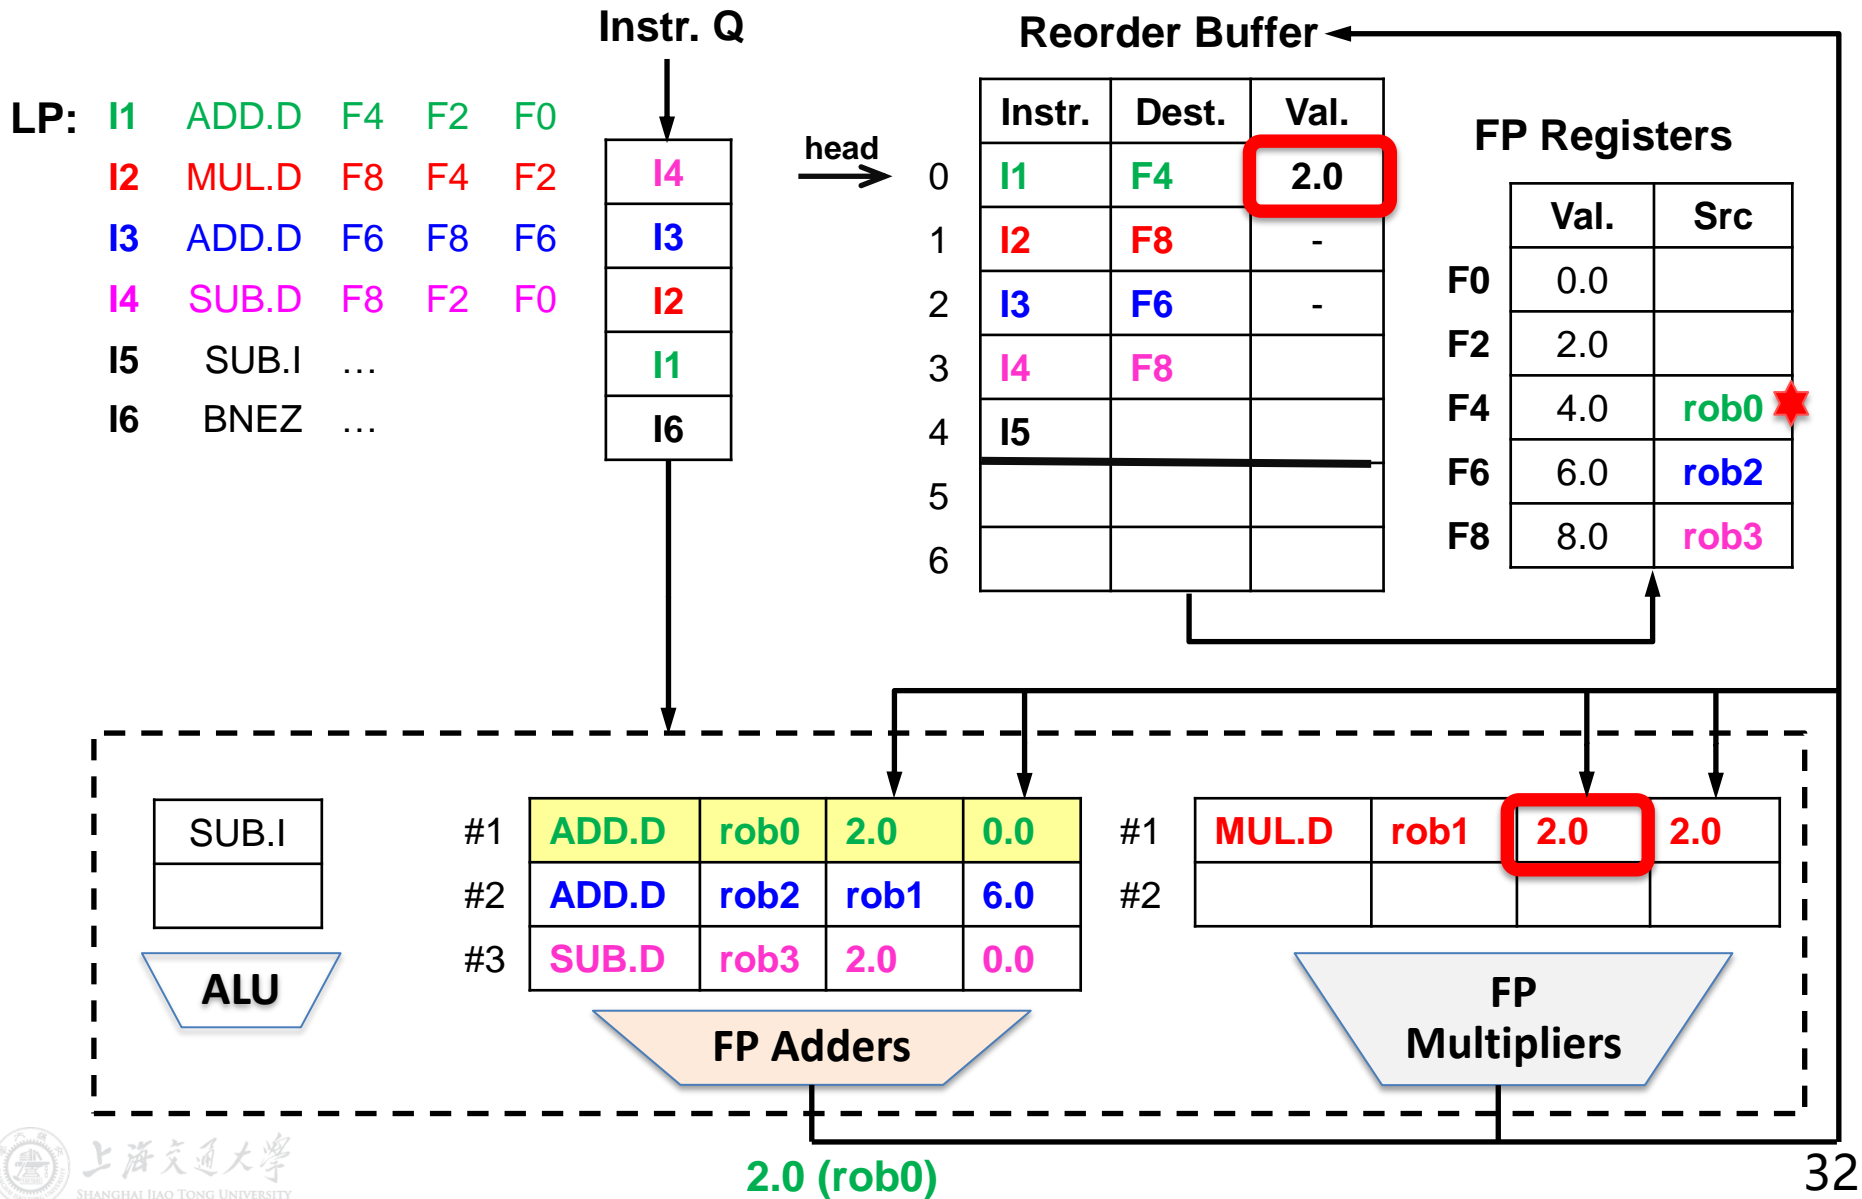 Instr. Q
Reorder Buffer
LP: I1 ADD.D F4 F2 F0
I2 MUL.D F8 F4 F2
I3 ADD.D F6 F8 F6
I4 SUB.D F8 F2 F0
I5 SUB.I …
I6 BNEZ …
I4
I3
I2
I1
I6
head
Instr. Dest. Val.
0 I1 F4 2.0
1 I2 F8 -
2 I3 F6 -
3 I4 F8
4 I5
5
6
FP Registers
Val. Src
F0 0.0
F2 2.0
F4 4.0 rob0
F6 6.0 rob2
F8 8.0 rob3
SUB.I
ALU
#1 ADD.D rob0 2.0 0.0
#2 ADD.D rob2 rob1 6.0
#3 SUB.D rob3 2.0 0.0
FP Adders
#1 MUL.D rob1 2.0 2.0
#2
FP
Multipliers
2.0 (rob0)
上海交通大学
SHANGHAI JIAO TONG UNIVERSITY
32